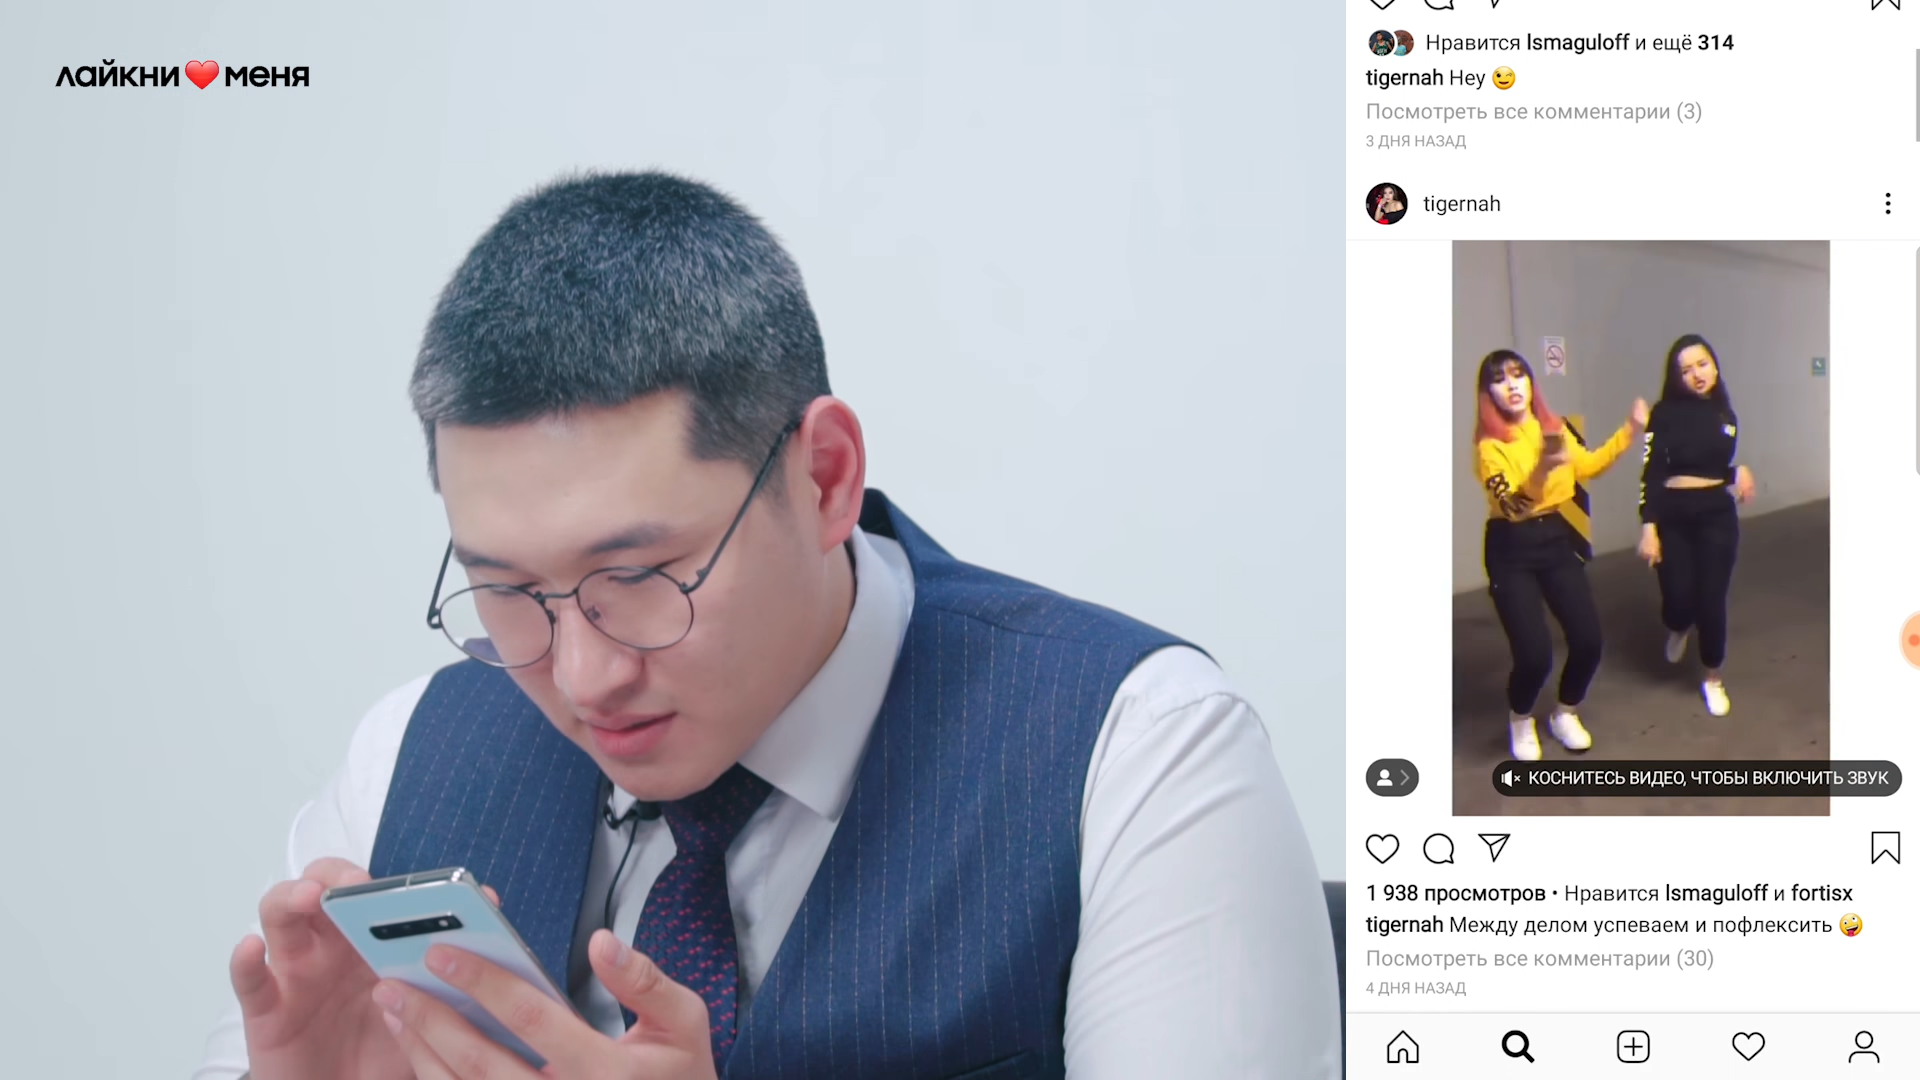 лайкни❤️меня
Нравится Ismaguloff и ещё 314
tigernah Hey 😉
Посмотреть все комментарии (3)
3 ДНЯ НАЗАД
tigernah
КОСНИТЕСЬ ВИДЕО, ЧТОБЫ ВКЛЮЧИТЬ ЗВУК
1 938 просмотров • Нравится Ismaguloff и fortisx
tigernah Между делом успеваем и пофлексить 🤪
Посмотреть все комментарии (30)
4 ДНЯ НАЗАД